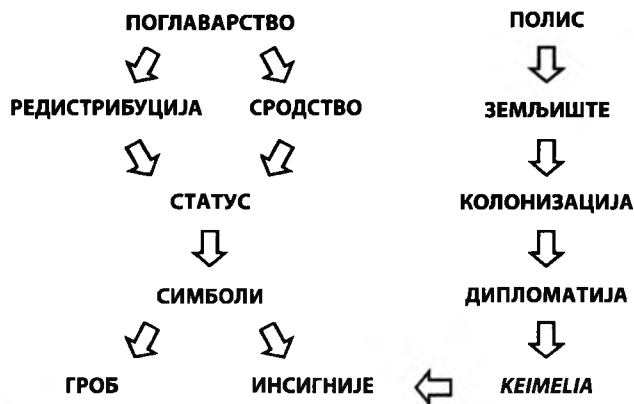 ПОГЛАВАРСТВО
ПОЛИС
РЕДИСТРИБУЦИЈА
СРОДСТВО
ЗЕМЉИШТЕ
СТАТУС
КОЛОНИЗАЦИЈА
СИМБОЛИ
ДИПЛОМАТИЈА
ГРОБ
ИНСИГНИЈЕ
KEIMELIA